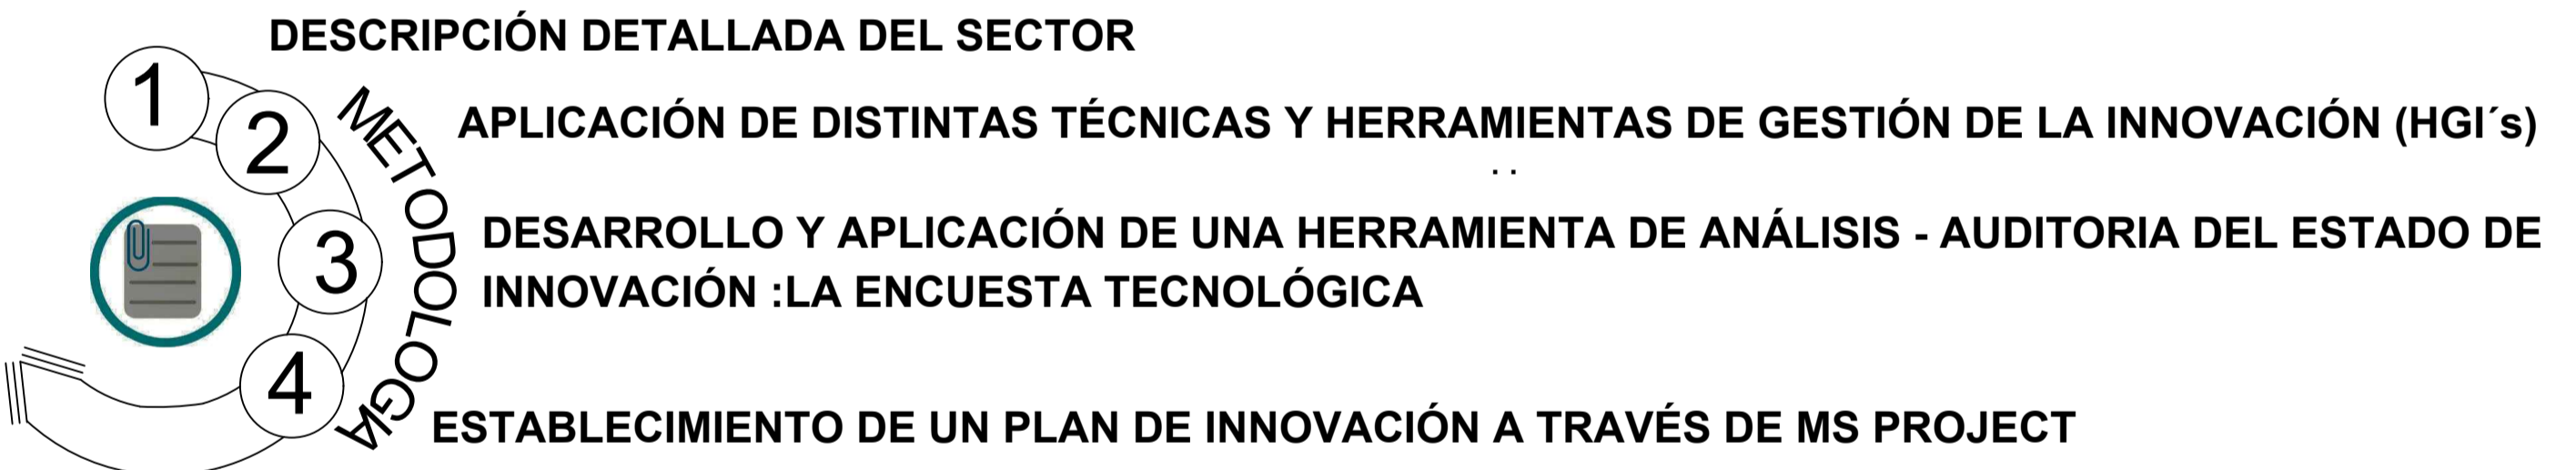 DESCRIPCIÓN DETALLADA DEL SECTOR
1
2
METODOLOGIA
APLICACIÓN DE DISTINTAS TÉCNICAS Y HERRAMIENTAS DE GESTIÓN DE LA INNOVACIÓN (HGI´s)
. .
3
DESARROLLO Y APLICACIÓN DE UNA HERRAMIENTA DE ANÁLISIS - AUDITORIA DEL ESTADO DE
INNOVACIÓN :LA ENCUESTA TECNOLÓGICA
4
ESTABLECIMIENTO DE UN PLAN DE INNOVACIÓN A TRAVÉS DE MS PROJECT